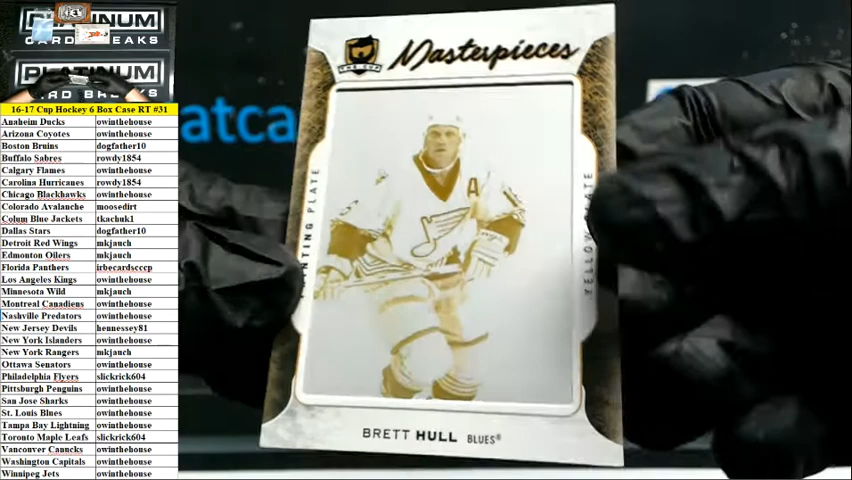 PLATINUM
CARD BREAKS
PLATINUM
CARD BREAKS
16-17 Cup Hockey 6 Box Case RT #31
Anaheim Ducks owinthehouse
Arizona Coyotes owinthehouse
Boston Bruins dogfather10
Buffalo Sabres rowdy1854
Calgary Flames owinthehouse
Carolina Hurricanes rowdy1854
Chicago Blackhawks owinthehouse
Colorado Avalanche moosedirt
Colum Blue Jackets tkachuk1
Dallas Stars dogfather10
Detroit Red Wings mkjauch
Edmonton Oilers mkjauch
Florida Panthers irbecardscccp
Los Angeles Kings owinthehouse
Minnesota Wild mkjauch
Montreal Canadiens owinthehouse
Nashville Predators owinthehouse
New Jersey Devils hennessey81
New York Islanders owinthehouse
New York Rangers mkjauch
Ottawa Senators owinthehouse
Philadelphia Flyers slickrick604
Pittsburgh Penguins owinthehouse
San Jose Sharks owinthehouse
St. Louis Blues owinthehouse
Tampa Bay Lightning owinthehouse
Toronto Maple Leafs slickrick604
Vancouver Canucks owinthehouse
Washington Capitals owinthehouse
Winnipeg Jets owinthehouse
atca
THE CUP
Masterpieces
PRINTING PLATE
YELLOW PLATE
A
BRETT HULL BLUES®